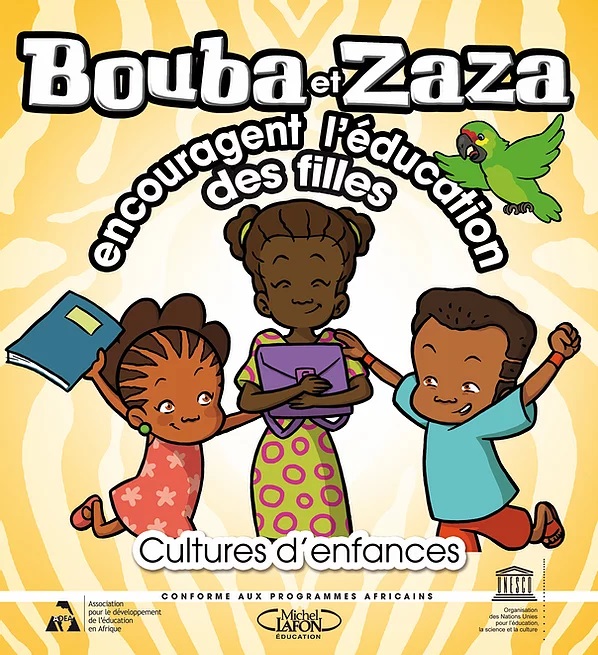 Bouba et Zaza
encouragent l'éducation
des filles
Cultures d'enfances
CONFORME AUX PROGRAMMES AFRICAINS
ADEA
Association
pour le développement
de l'éducation
en Afrique
Michel
LAFON
ÉDUCATION
UNESCO
Organisation
des Nations Unies
pour l'éducation,
la science et la culture